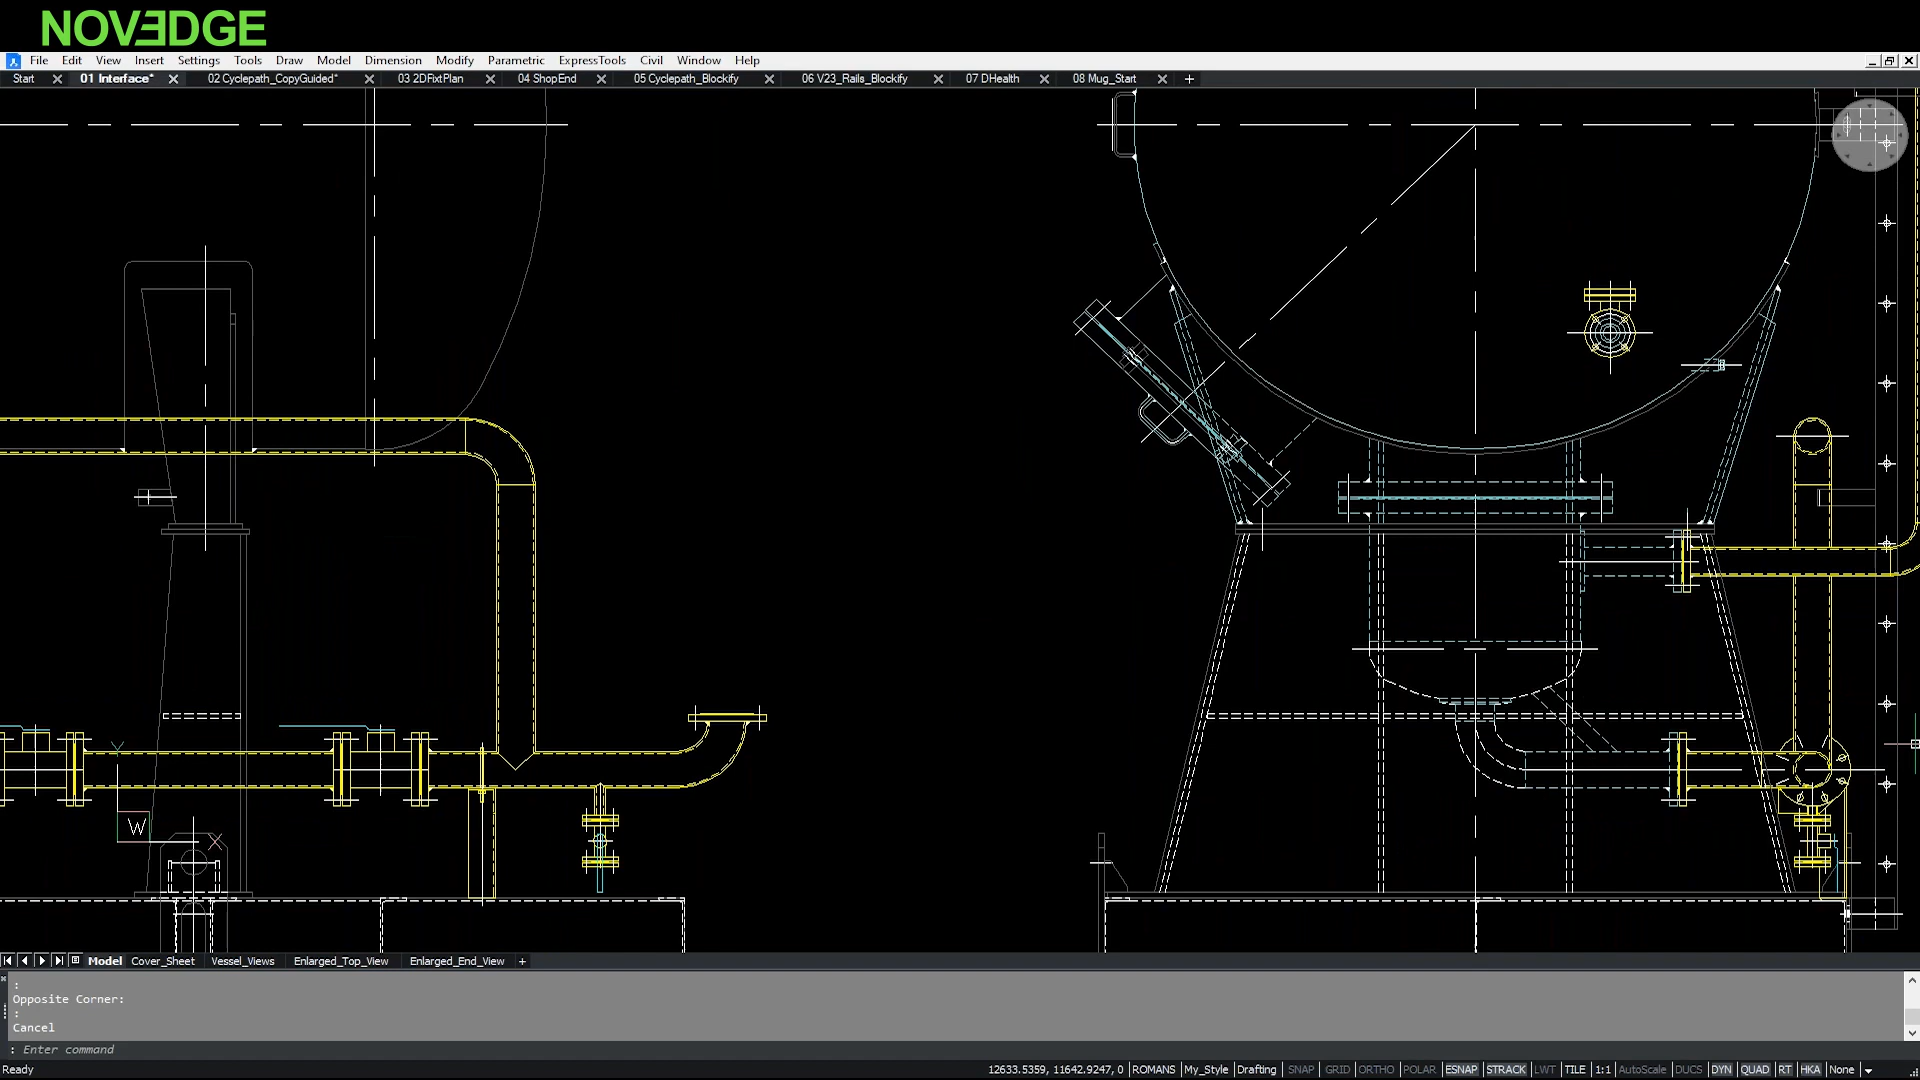 NOVEDGE
File Edit View Insert Settings Tools Draw Model Dimension Modify Parametric ExpressTools Civil Window Help
Start 01 Interface* 02 Cyclepath_CopyGuided* 03 2DFixtPlan 04 ShopEnd 05 Cyclepath_Blockify 06 V23_Rails_Blockify 07 DHealth 08 Mug_Start +
Y
W
X
Model Cover_Sheet Vessel_Views Enlarged_Top_View Enlarged_End_View +
:
Opposite Corner:
:
Cancel
: Enter command
Ready 12633.5359, 11642.9247, 0 ROMANS My_Style Drafting SNAP GRID ORTHO POLAR ESNAP STRACK LWT TILE 1:1 AutoScale DUCS DYN QUAD RT HKA None